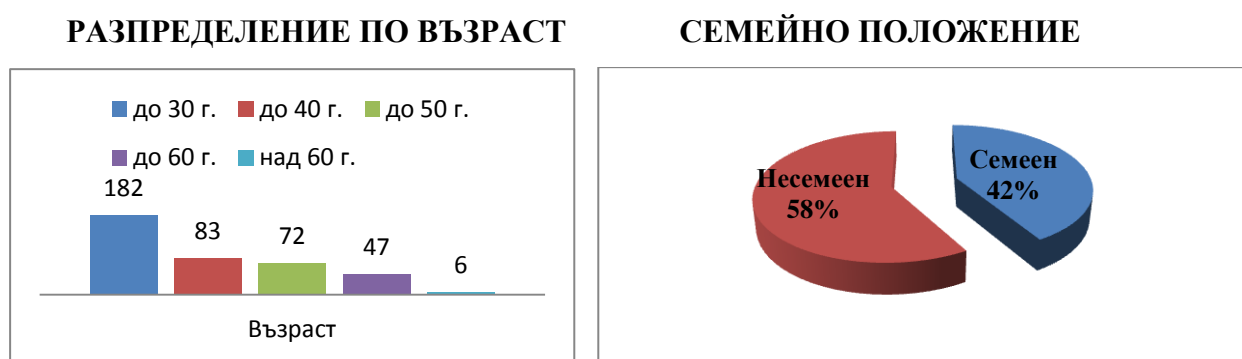 РАЗПРЕДЕЛЕНИЕ ПО ВЪЗРАСТ
до 30 г. до 40 г. до 50 г.
до 60 г. над 60 г.
182
83
72
47
6
Възраст
СЕМЕЙНО ПОЛОЖЕНИЕ
Несемеен
58%
Семеен
42%